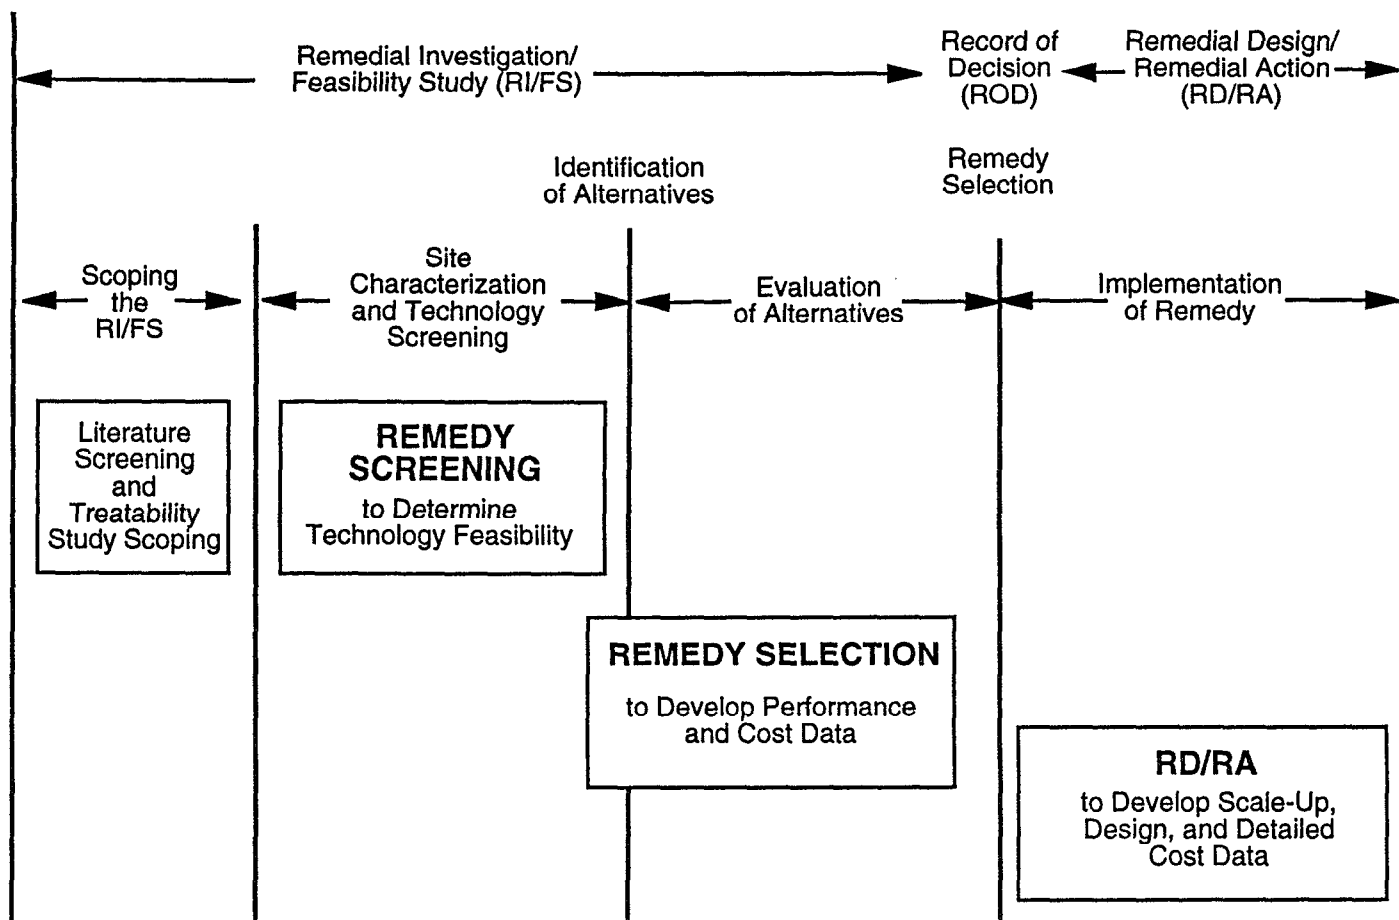 Remedial Investigation/
Feasibility Study (RI/FS)
Record of
Decision
(ROD)
Remedial Design/
Remedial Action
(RD/RA)
Identification
of Alternatives
Remedy
Selection
Scoping
the
RI/FS
Site
Characterization
and Technology
Screening
Evaluation
of Alternatives
Implementation
of Remedy
Literature
Screening
and
Treatability
Study Scoping
REMEDY
SCREENING
to Determine
Technology Feasibility
REMEDY SELECTION
to Develop Performance
and Cost Data
RD/RA
to Develop Scale-Up,
Design, and Detailed
Cost Data